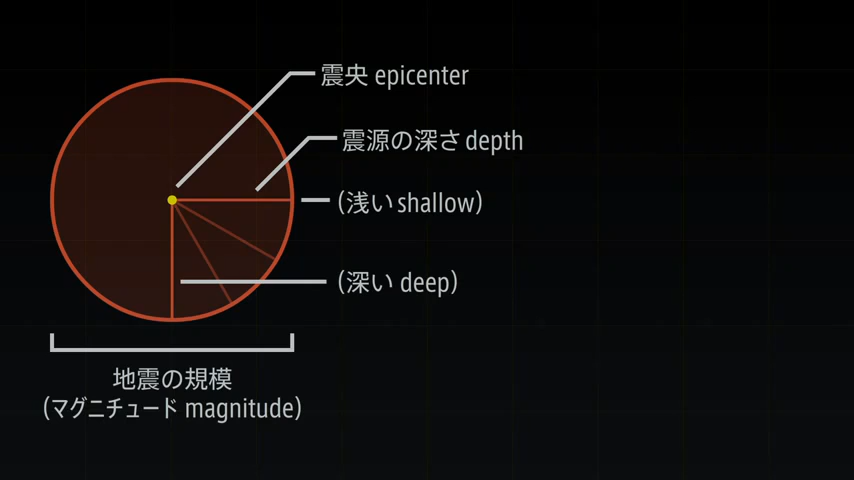 震央 epicenter
震源の深さ depth
(浅い shallow)
(深い deep)
地震の規模
(マグニチュード magnitude)